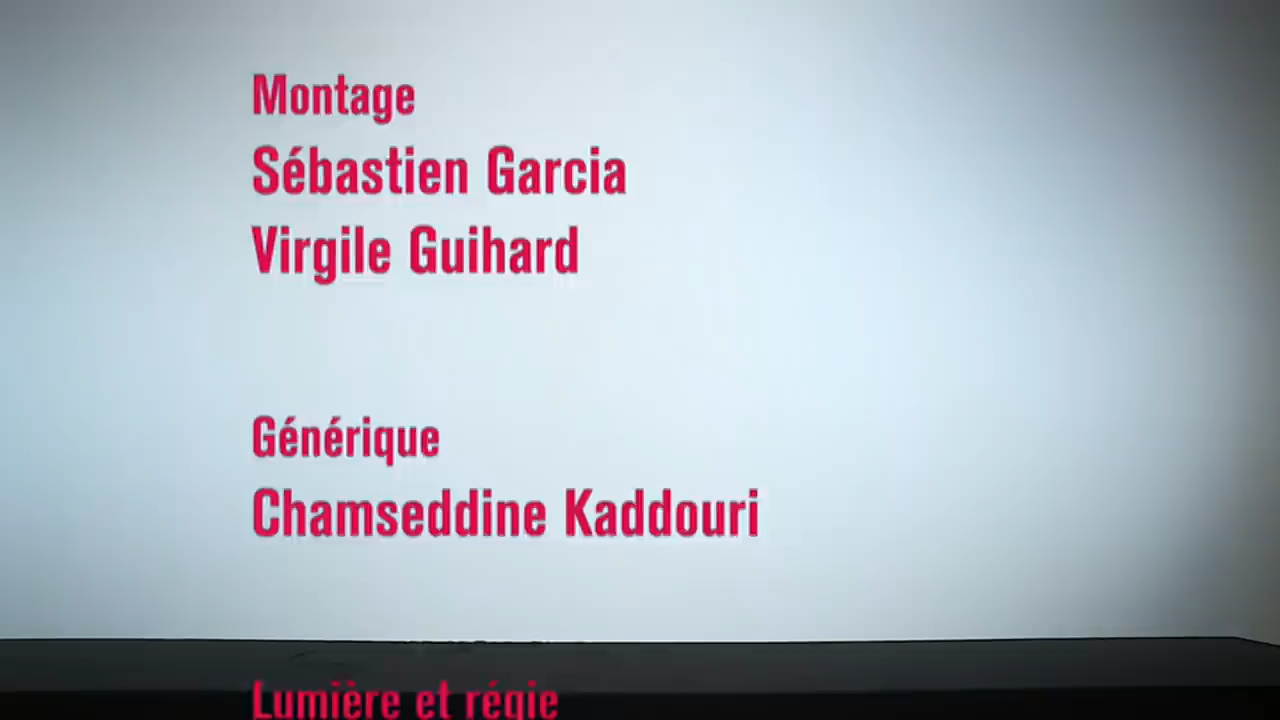 Montage
Sébastien Garcia
Virgile Guihard
Générique
Chamseddine Kaddouri
Lumière et régie